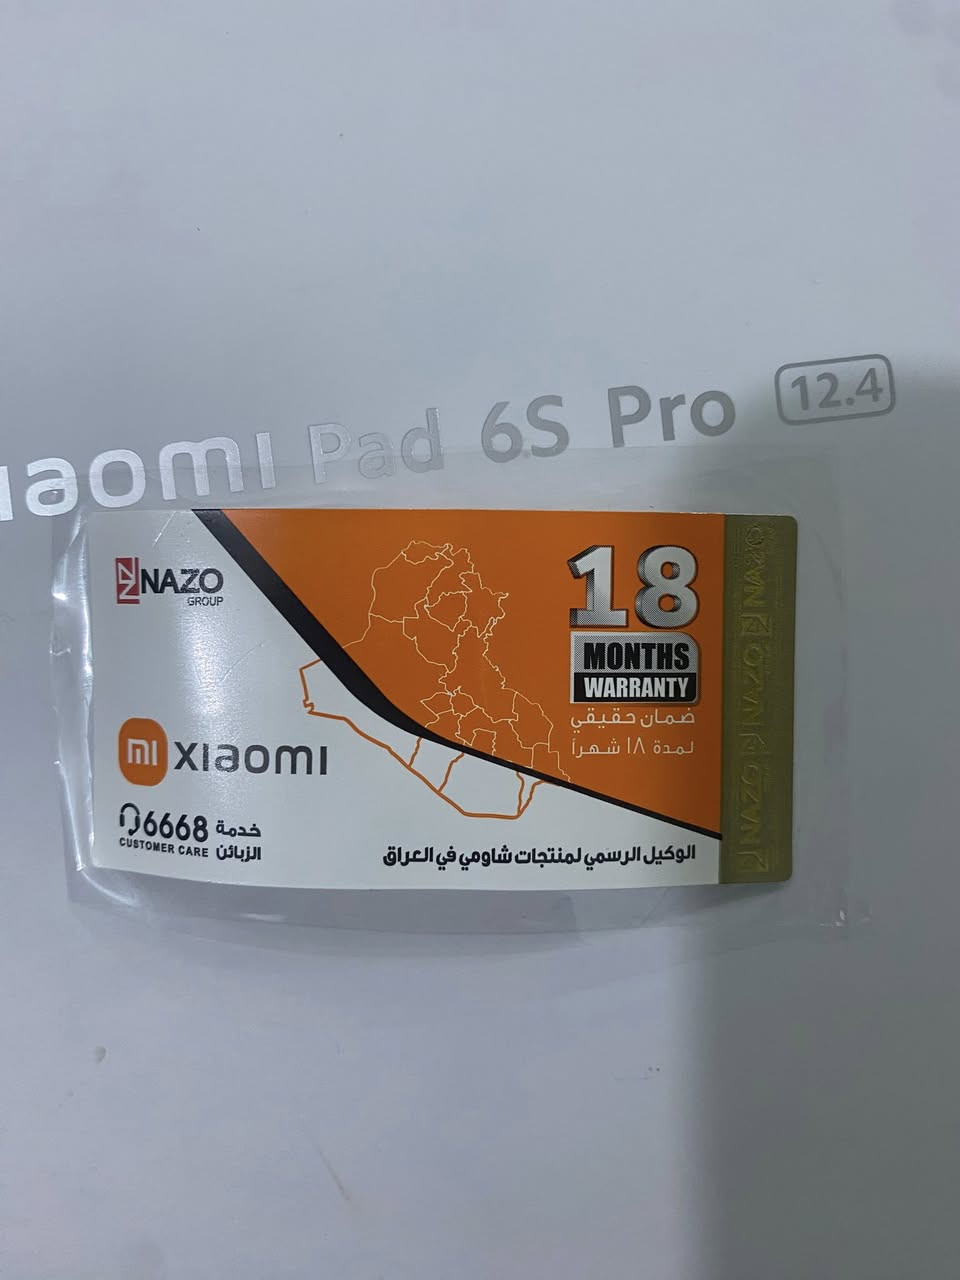 xiaomi Pad 6S Pro 12.4
NAZO
GROUP
18
MONTHS
WARRANTY
ضمان حقيقي
لمدة ١٨ شهراً
mi xiaomi
6668 خدمة
CUSTOMER CARE الزبائن
الوكيل الرسمي لمنتجات شاومي في العراق
NAZO NAZO NAZO